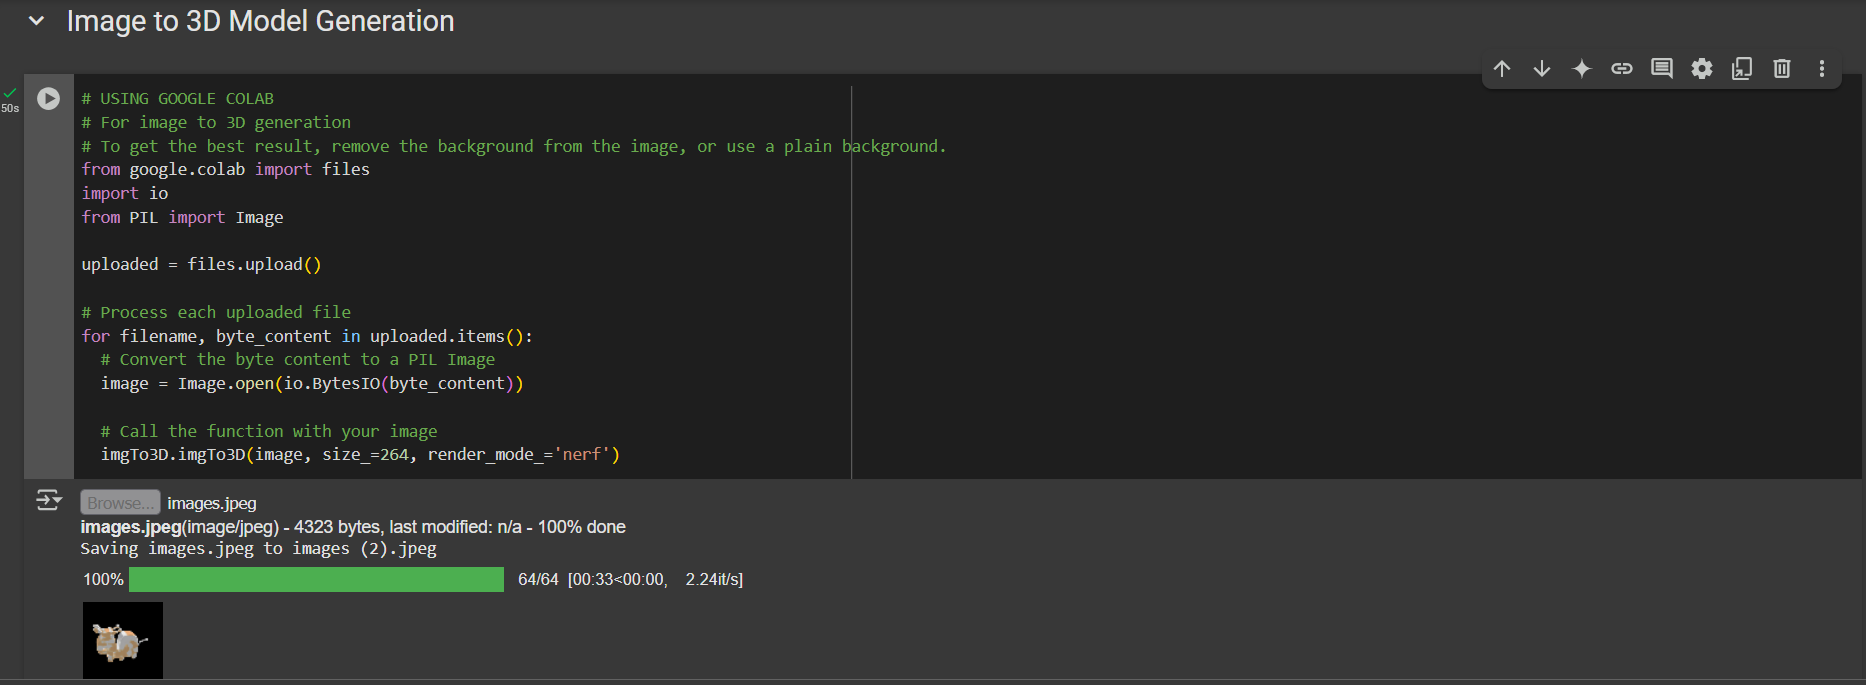 Image to 3D Model Generation
50s
# USING GOOGLE COLAB
# For image to 3D generation
# To get the best result, remove the background from the image, or use a plain background.
from google.colab import files
import io
from PIL import Image
uploaded = files.upload()
# Process each uploaded file
for filename, byte_content in uploaded.items():
# Convert the byte content to a PIL Image
image = Image.open(io.BytesIO(byte_content))
# Call the function with your image
imgTo3D.imgTo3D(image, size_=264, render_mode_='nerf')
Browse... images.jpeg
images.jpeg(image/jpeg) - 4323 bytes, last modified: n/a - 100% done
Saving images.jpeg to images (2).jpeg
100% 64/64 [00:33<00:00, 2.24it/s]